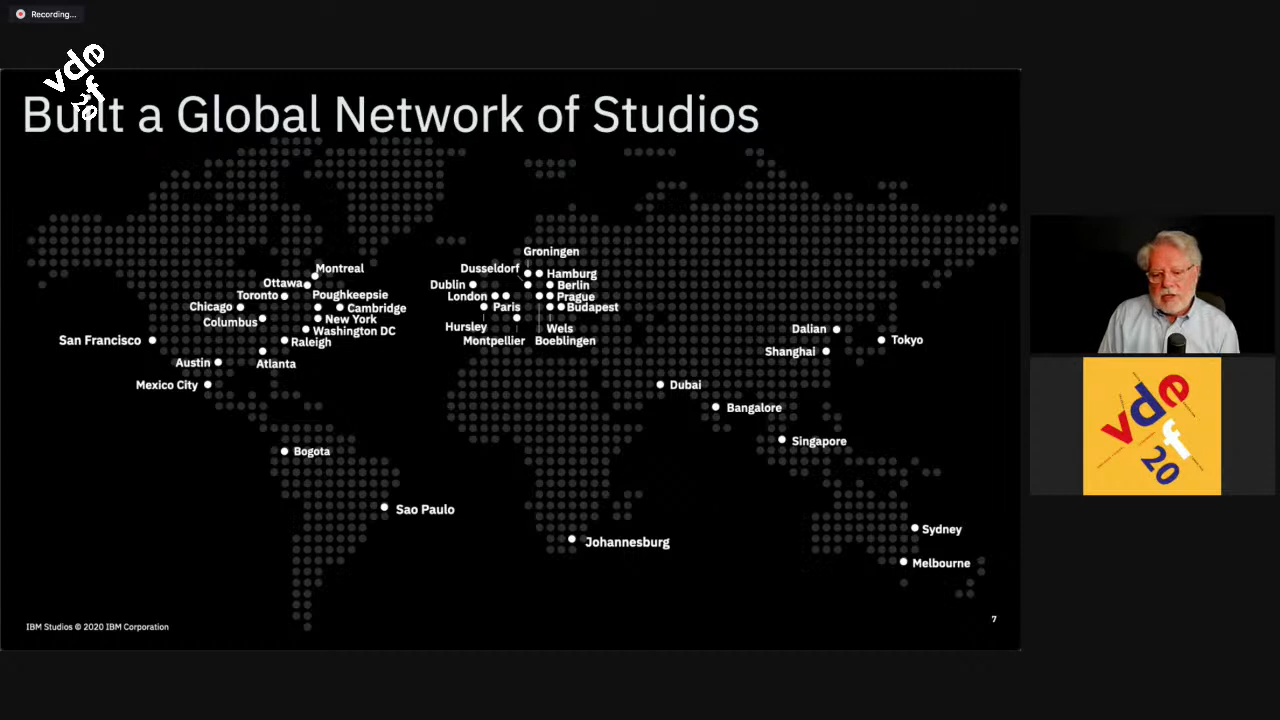 Recording...
vdef
20
Built a Global Network of Studios
Groningen
Montreal
Dusseldorf
Hamburg
Ottawa
Dublin
Berlin
Toronto
Poughkeepsie
London
Prague
Chicago
Cambridge
Paris
Budapest
Columbus
New York
Hursley
Wels
Washington DC
Dalian
San Francisco
Raleigh
Montpellier
Boeblingen
Tokyo
Shanghai
Austin
Atlanta
Mexico City
Dubai
Bangalore
Singapore
Bogota
Sao Paulo
Sydney
Johannesburg
Melbourne
IBM Studios © 2020 IBM Corporation
7
vdef
20